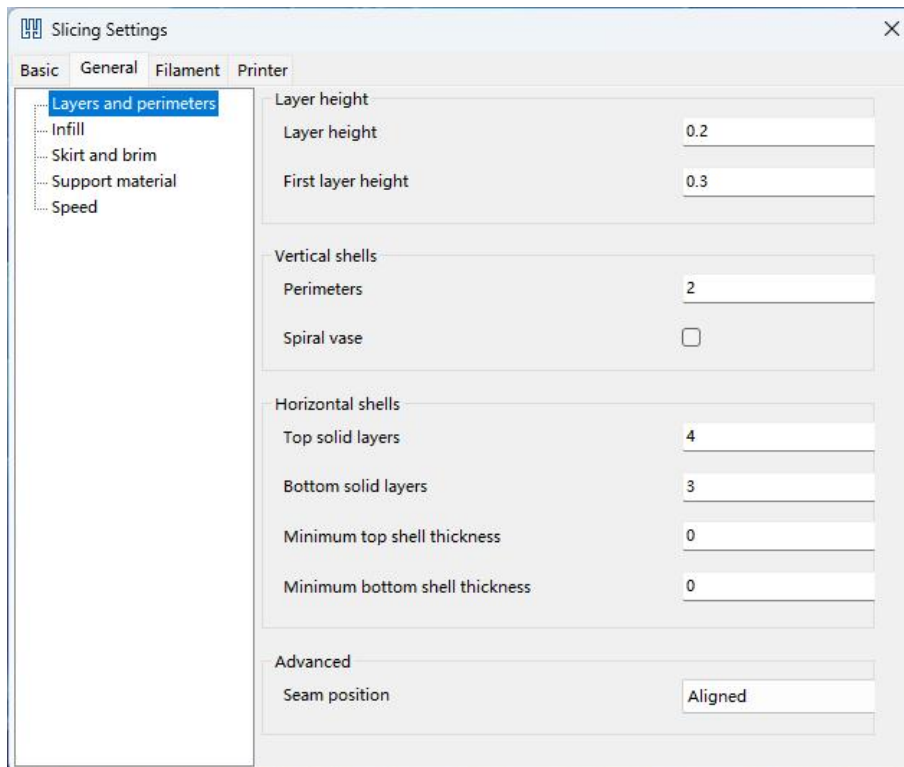 Slicing Settings
Basic General Filament Printer
Layers and perimeters
Infill
Skirt and brim
Support material
Speed
Layer height
Layer height 0.2
First layer height 0.3
Vertical shells
Perimeters 2
Spiral vase
Horizontal shells
Top solid layers 4
Bottom solid layers 3
Minimum top shell thickness 0
Minimum bottom shell thickness 0
Advanced
Seam position Aligned